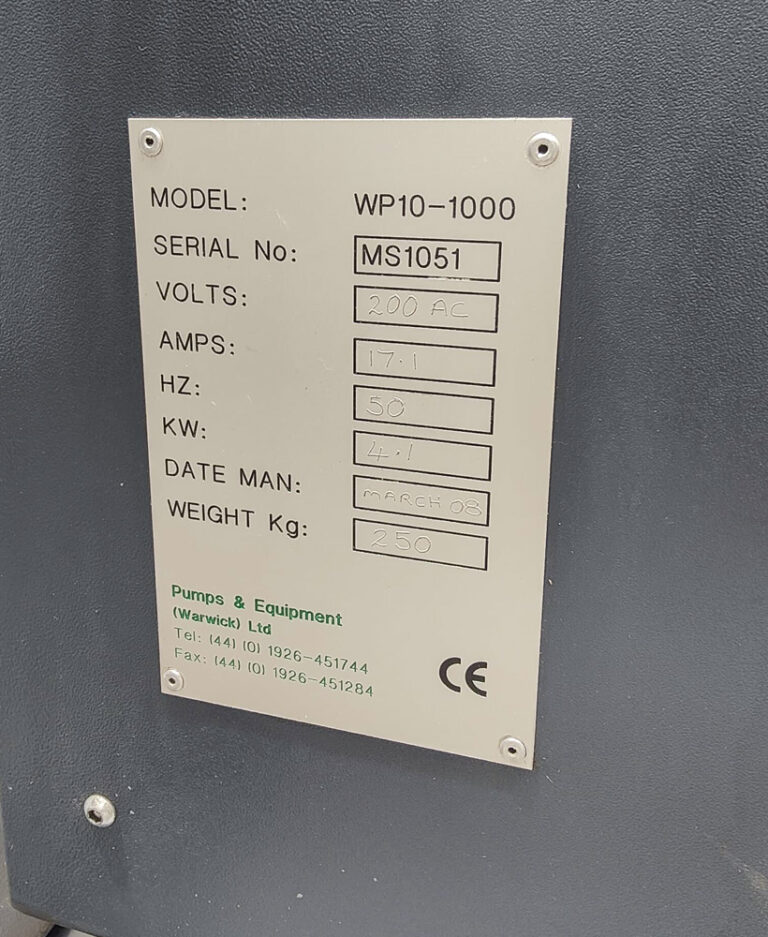 MODEL: WP10-1000
SERIAL No: MS1051
VOLTS: 200 AC
AMPS: 17.1
HZ: 50
KW: 4.1
DATE MAN: MARCH 08
WEIGHT Kg: 250
Pumps & Equipment
(Warwick) Ltd
Tel: (44) (0) 1926-451744
Fax: (44) (0) 1926-451284
CE